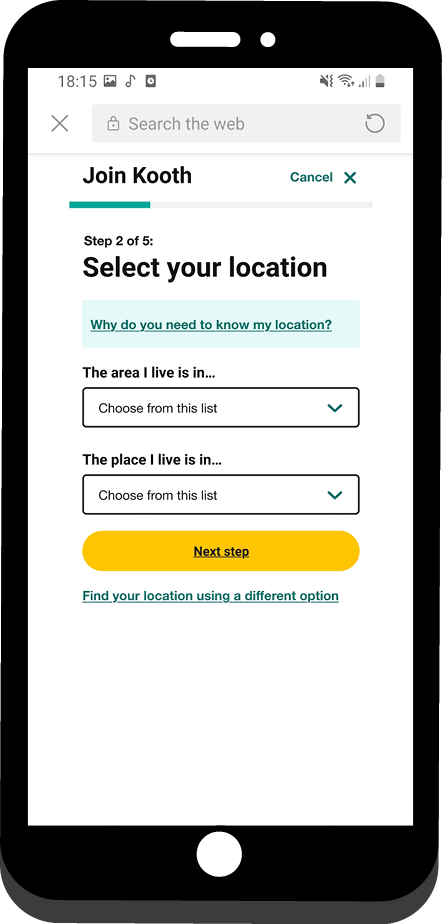 18:15
Search the web
Join Kooth
Cancel
Step 2 of 5:
Select your location
Why do you need to know my location?
The area I live is in...
Choose from this list
The place I live is in...
Choose from this list
Next step
Find your location using a different option